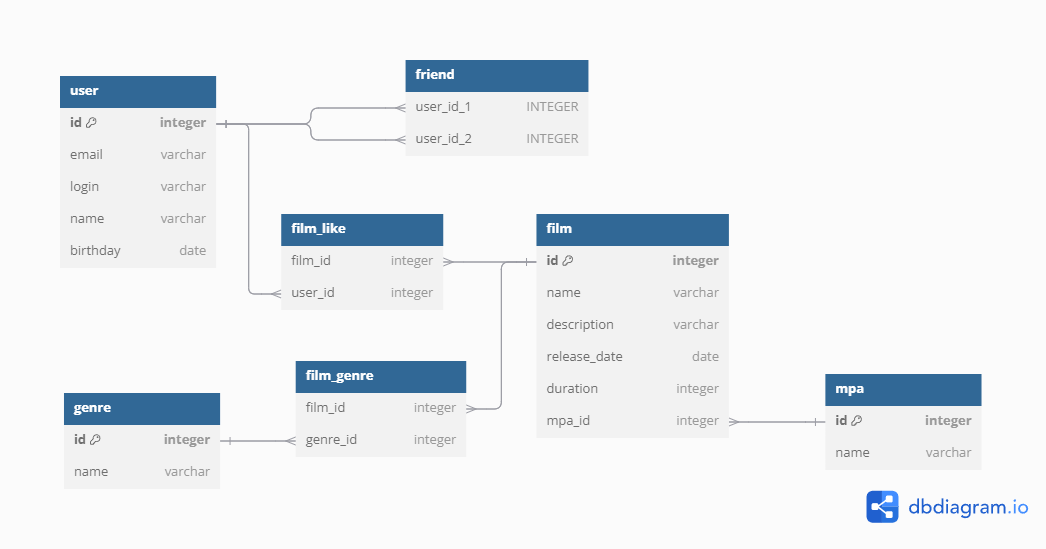 user
id integer
email varchar
login varchar
name varchar
birthday date
friend
user_id_1 INTEGER
user_id_2 INTEGER
film_like
film_id integer
user_id integer
film
id integer
name varchar
description varchar
release_date date
duration integer
mpa_id integer
film_genre
film_id integer
genre_id integer
genre
id integer
name varchar
mpa
id integer
name varchar
dbdiagram.io